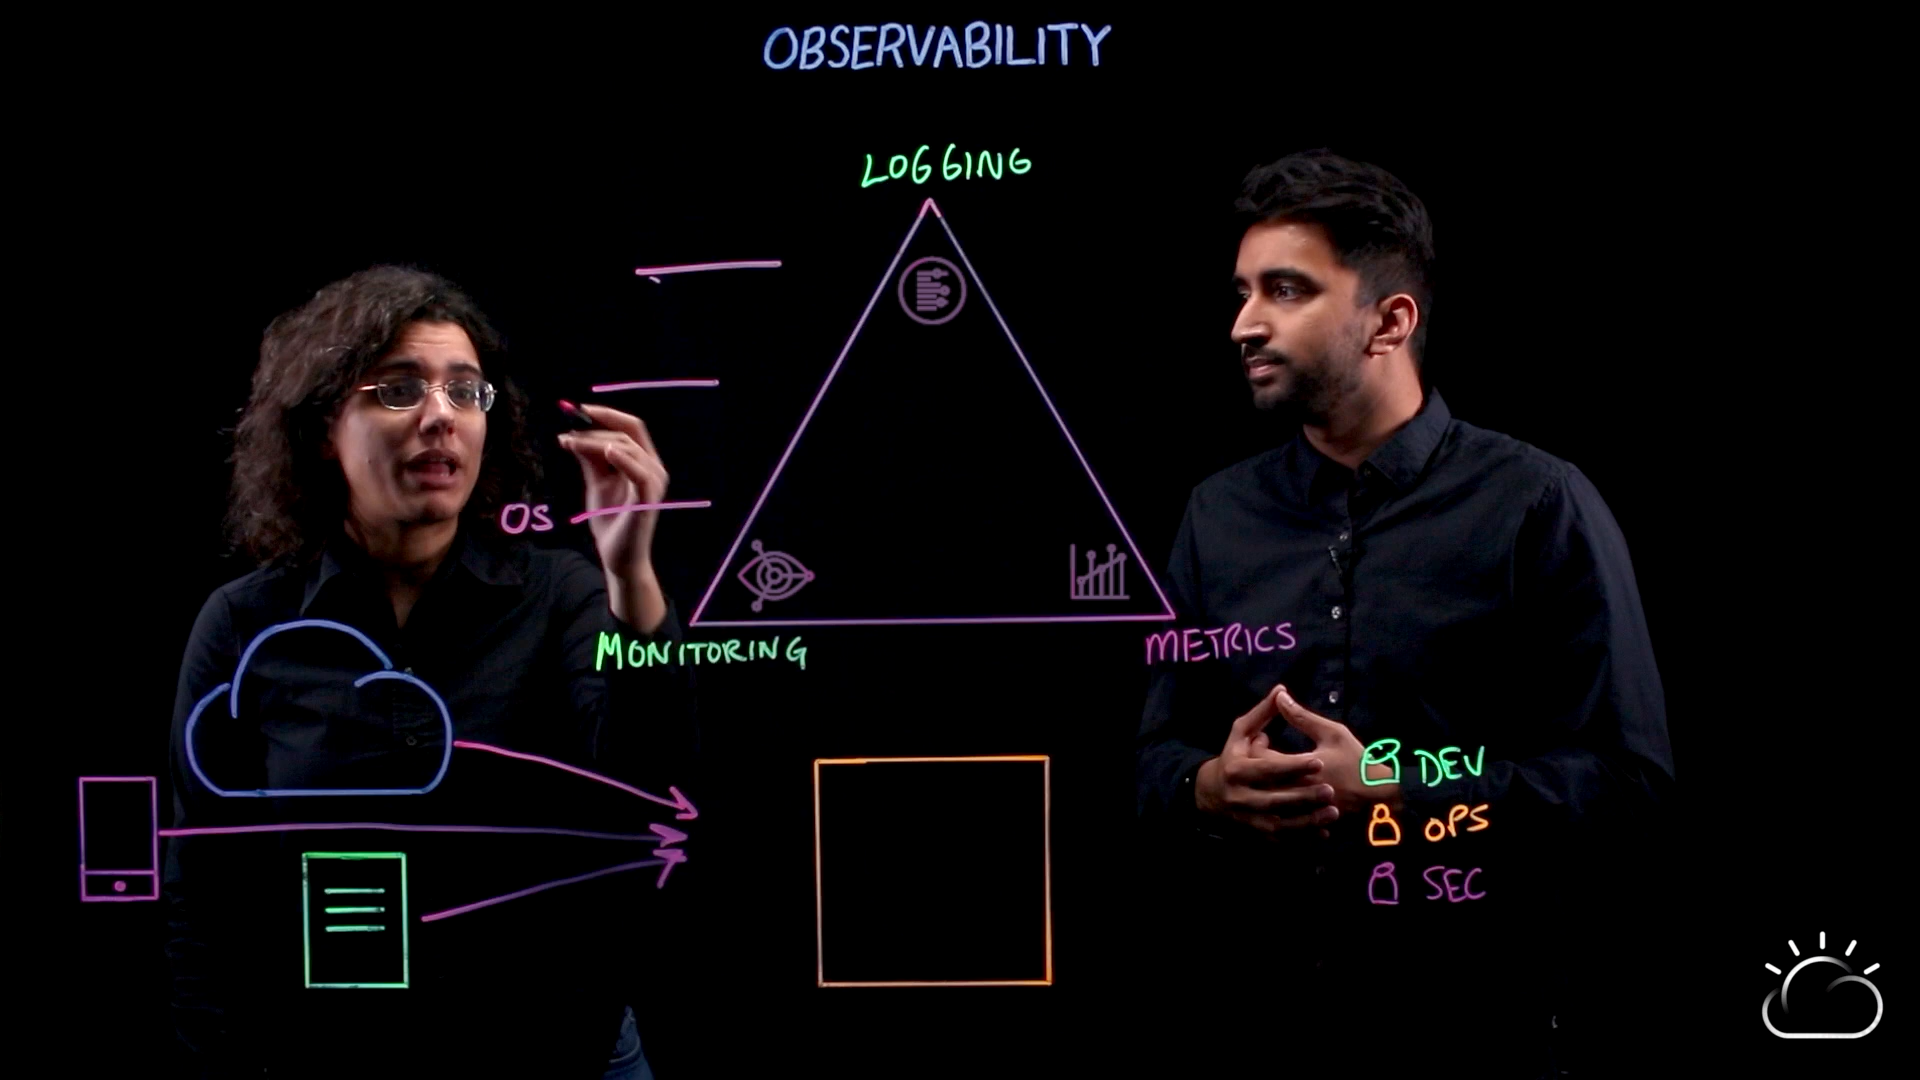 OBSERVABILITY
LOGGING
OS
MONITORING
METRICS
DEV
OPS
SEC